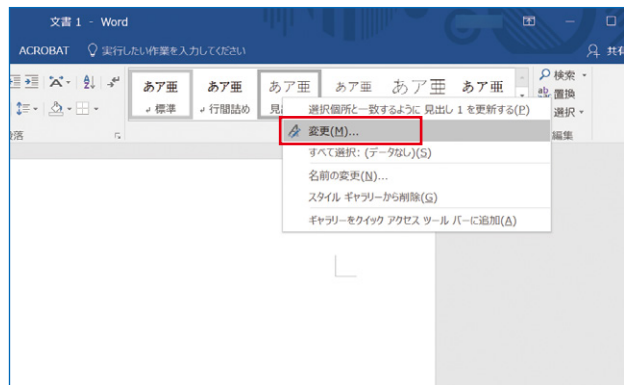 文書 1 - Word
ACROBAT 実行したい作業を入力してください 共有
あア亜 あア亜 あア亜 あア亜 あア亜 あア亜 検索
置換
標準 行間詰め 選択
選択個所と一致するように 見出し 1 を更新する(P)
変更(M)...
編集
すべて選択: (データなし)(S)
名前の変更(N)...
スタイル ギャラリーから削除(G)
ギャラリーをクイック アクセス ツール バーに追加(A)